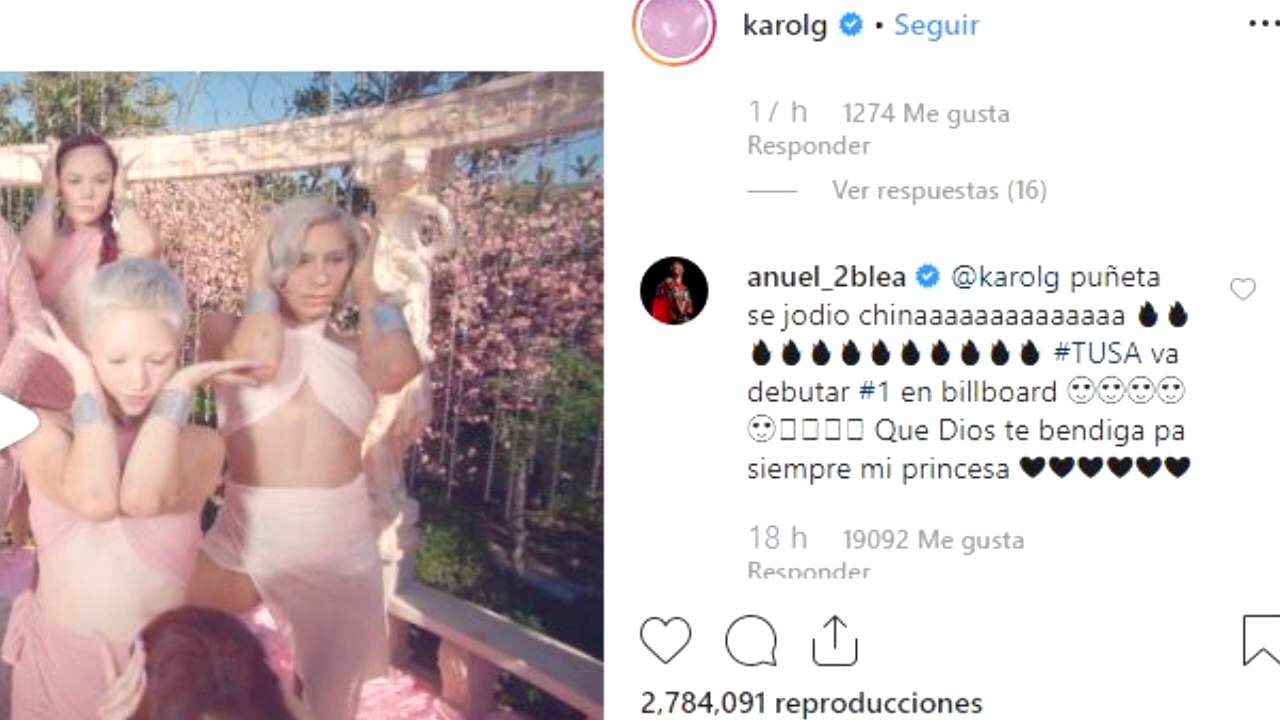 karolg • Seguir
17 h 1274 Me gusta
Responder
Ver respuestas (16)
anuel_2blea @karolg puñeta
se jodio chinaaaaaaaaaaaaaa 🔥🔥
🔥🔥🔥🔥🔥🔥🔥🔥🔥🔥 #TUSA va
debutar #1 en billboard 🥰🥰🥰🥰
🥰□□□□ Que Dios te bendiga pa
siempre mi princesa ♥♥♥♥♥♥
18 h 19092 Me gusta
Responder
2,784,091 reproducciones